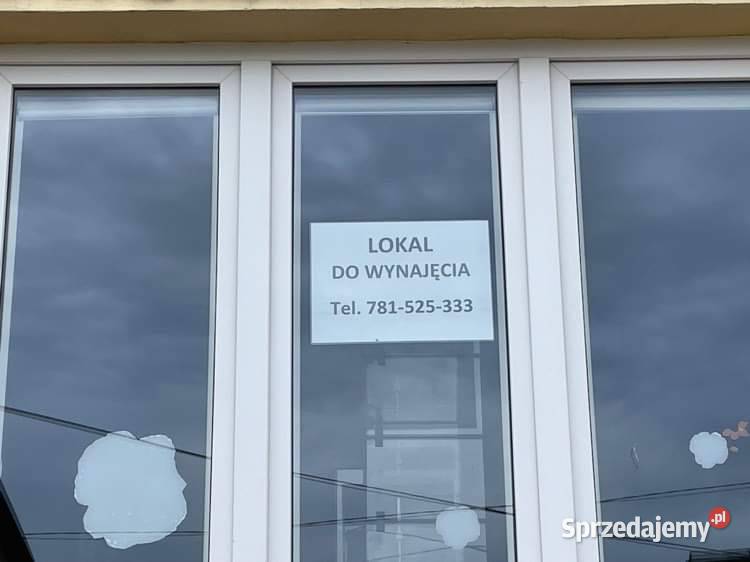 LOKAL
DO WYNAJĘCIA
Tel. 781-525-333
Sprzedajemy.pl